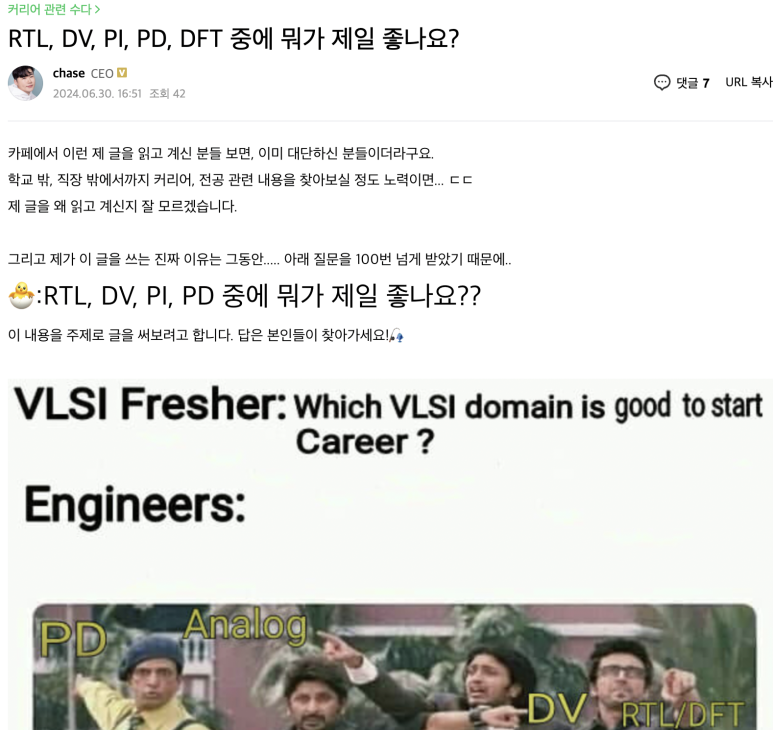 커리어 관련 수다 >
RTL, DV, PI, PD, DFT 중에 뭐가 제일 좋나요?
chase CEO V
2024.06.30. 16:51 조회 42
댓글 7 URL 복사
카페에서 이런 제 글을 읽고 계신 분들 보면, 이미 대단하신 분들이더라구요.
학교 밖, 직장 밖에서까지 커리어, 전공 관련 내용을 찾아보실 정도 노력이면... ㄷㄷ
제 글을 왜 읽고 계신지 잘 모르겠습니다.
그리고 제가 이 글을 쓰는 진짜 이유는 그동안..... 아래 질문을 100번 넘게 받았기 때문에..
🐣:RTL, DV, PI, PD 중에 뭐가 제일 좋나요??
이 내용을 주제로 글을 써보려고 합니다. 답은 본인들이 찾아가세요!🎣
VLSI Fresher: Which VLSI domain is good to start
Career ?
Engineers:
PD Analog
DV RTL/DFT